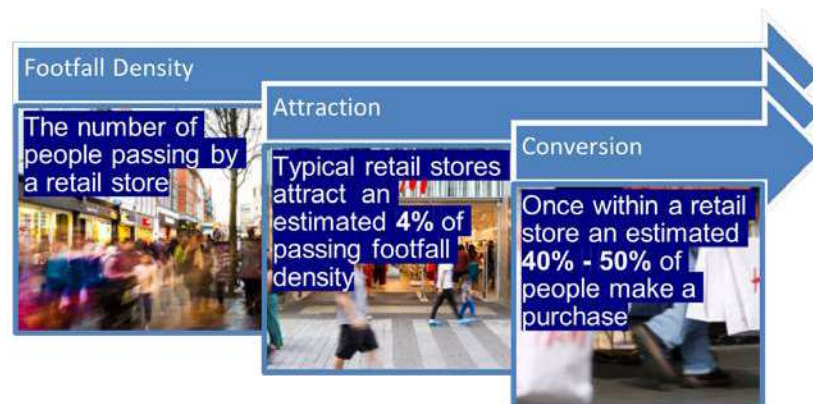 Footfall Density
The number of
people passing by
a retail store
Attraction
Typical retail stores
attract an
estimated 4% of
passing footfall
density
Conversion
Once within a retail
store an estimated
40% - 50% of
people make a
purchase